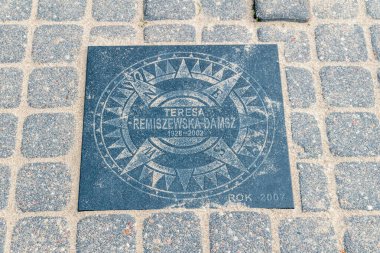 TERESA
REMISZEWSKA-DAMSZ
1928-2002
ROK 2007